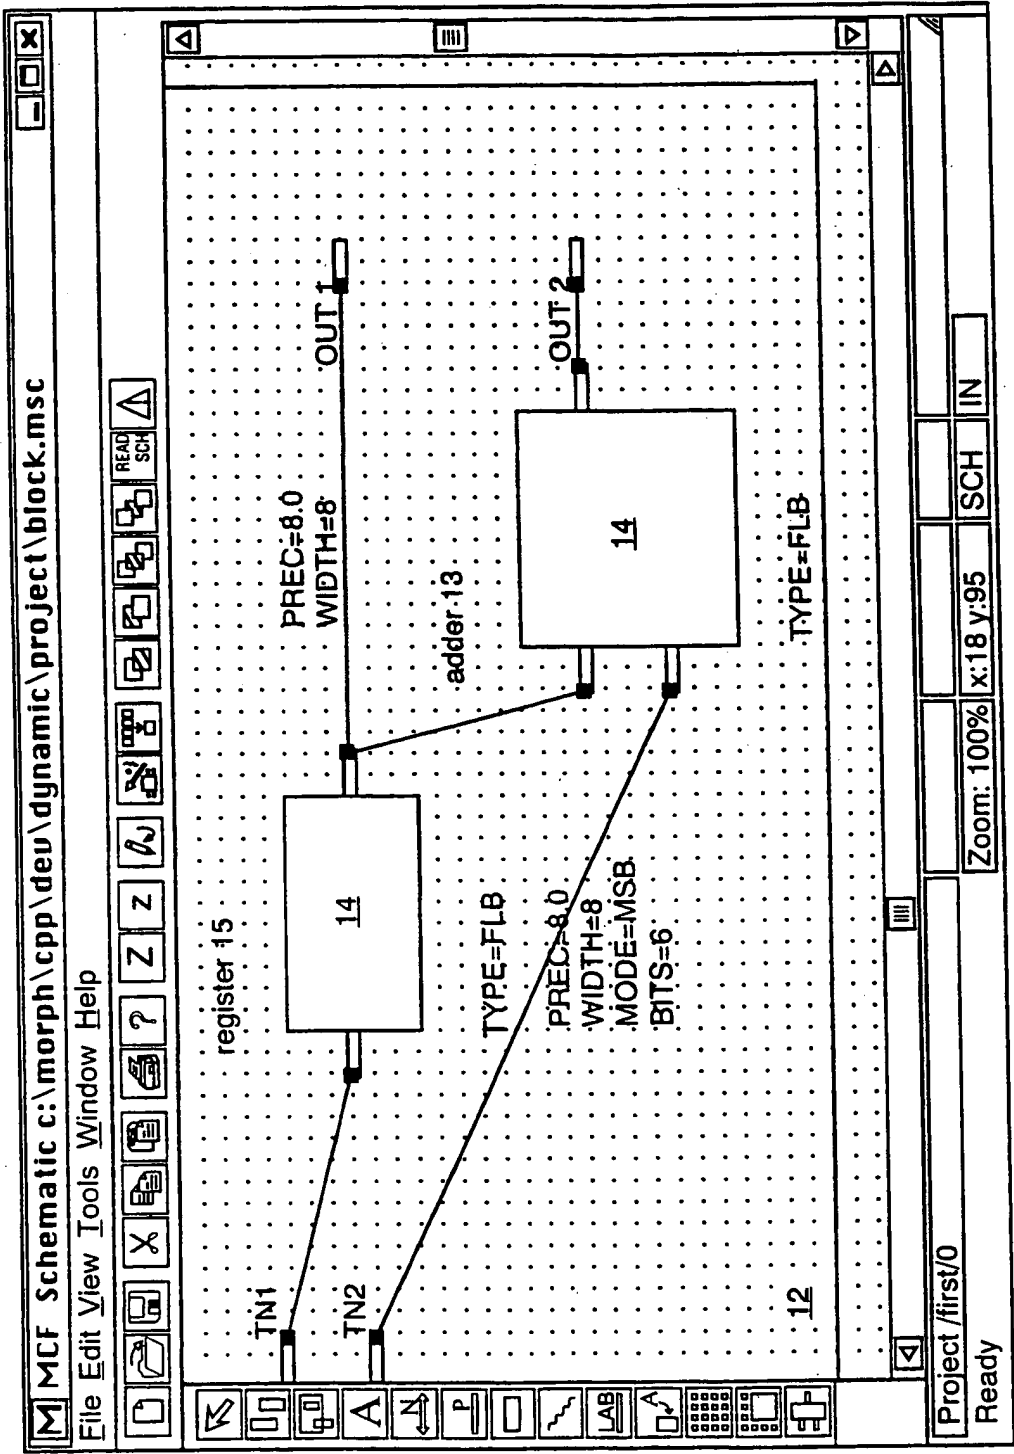 M MCF Schematic c:\morph\cpp\dev\dynamic\project\block.msc
File Edit View Tools Window Help
? Z z READ SCH
A
N
P
LAB
A
TN1
TN2
register 15
14
TYPE=FLB
PREC=8.0
WIDTH=8
MODE=MSB
BITS=6
PREC=8.0
WIDTH=8
adder 13
14
TYPE=FLB
OUT 1
OUT 2
12
Project /first/0
Ready
Zoom: 100% x:18 y:95 SCH IN